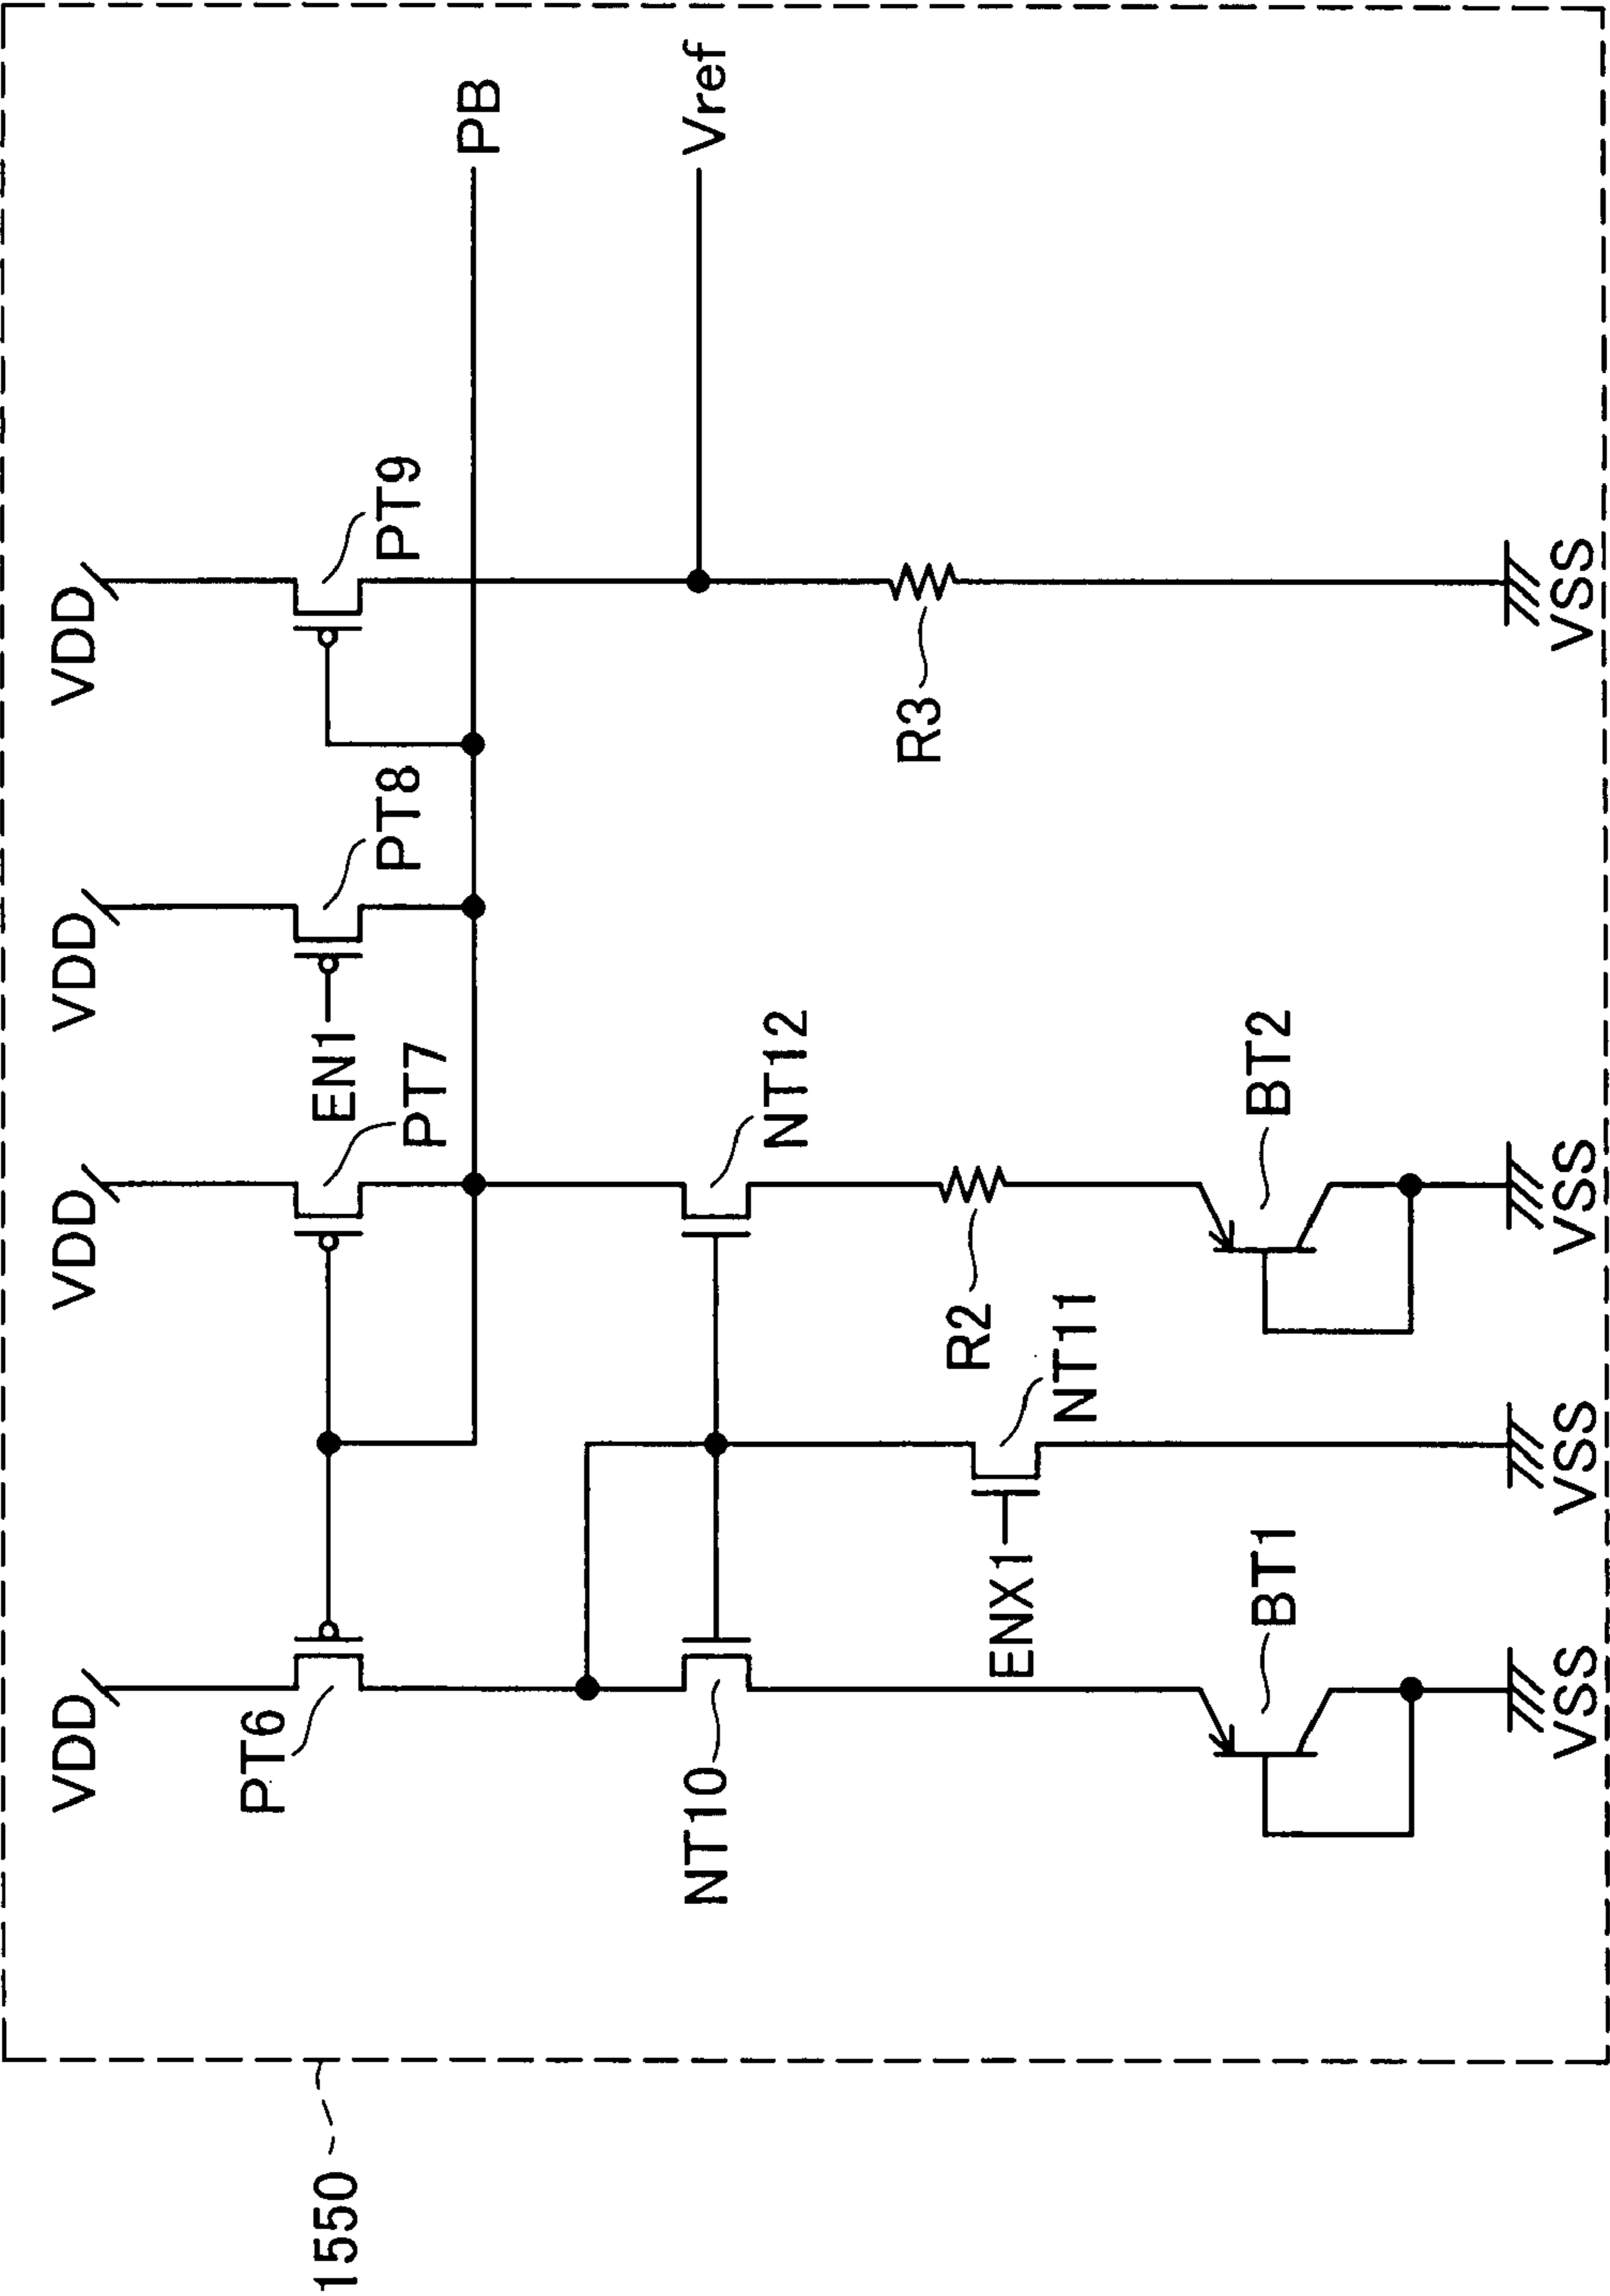 1550
VDD
VDD
VDD
VDD
PT6
PT7
EN1
PT8
PT9
PB
NT10
NT12
Vref
ENX1
NT11
R2
R3
BT1
BT2
VSS
VSS
VSS
VSS